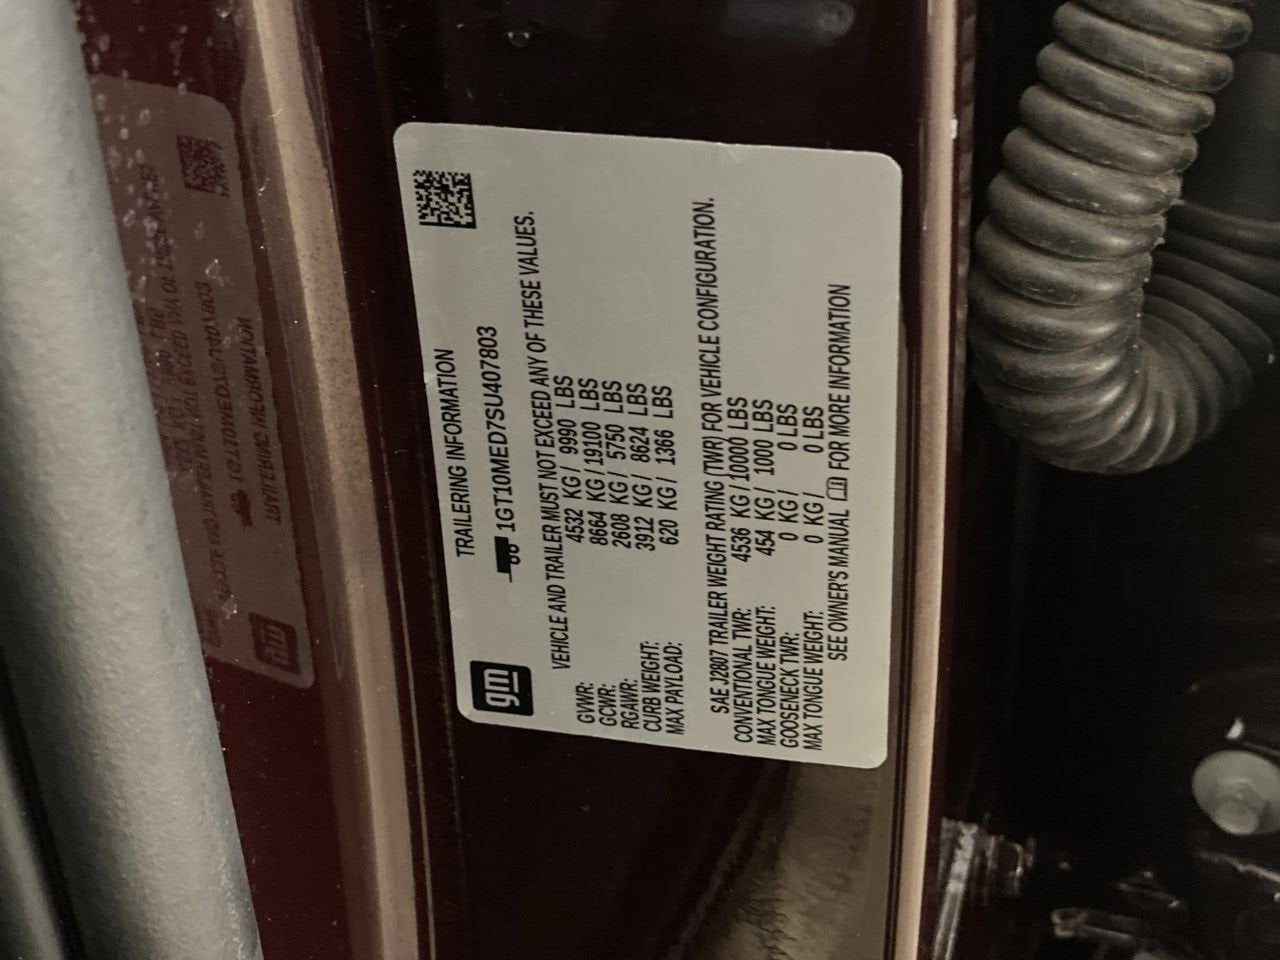 gm
TRAILERING INFORMATION
1GT10MED7SU407803
VEHICLE AND TRAILER MUST NOT EXCEED ANY OF THESE VALUES.
GVWR: 4532 KG / 9990 LBS
GCWR: 8664 KG / 19100 LBS
RGAWR: 2608 KG / 5750 LBS
CURB WEIGHT: 3912 KG / 8624 LBS
MAX PAYLOAD: 620 KG / 1366 LBS
SAE J2807 TRAILER WEIGHT RATING (TWR) FOR VEHICLE CONFIGURATION.
CONVENTIONAL TWR: 4536 KG / 10000 LBS
MAX TONGUE WEIGHT: 454 KG / 1000 LBS
GOOSENECK TWR: 0 KG / 0 LBS
MAX TONGUE WEIGHT: 0 KG / 0 LBS
SEE OWNER'S MANUAL FOR MORE INFORMATION